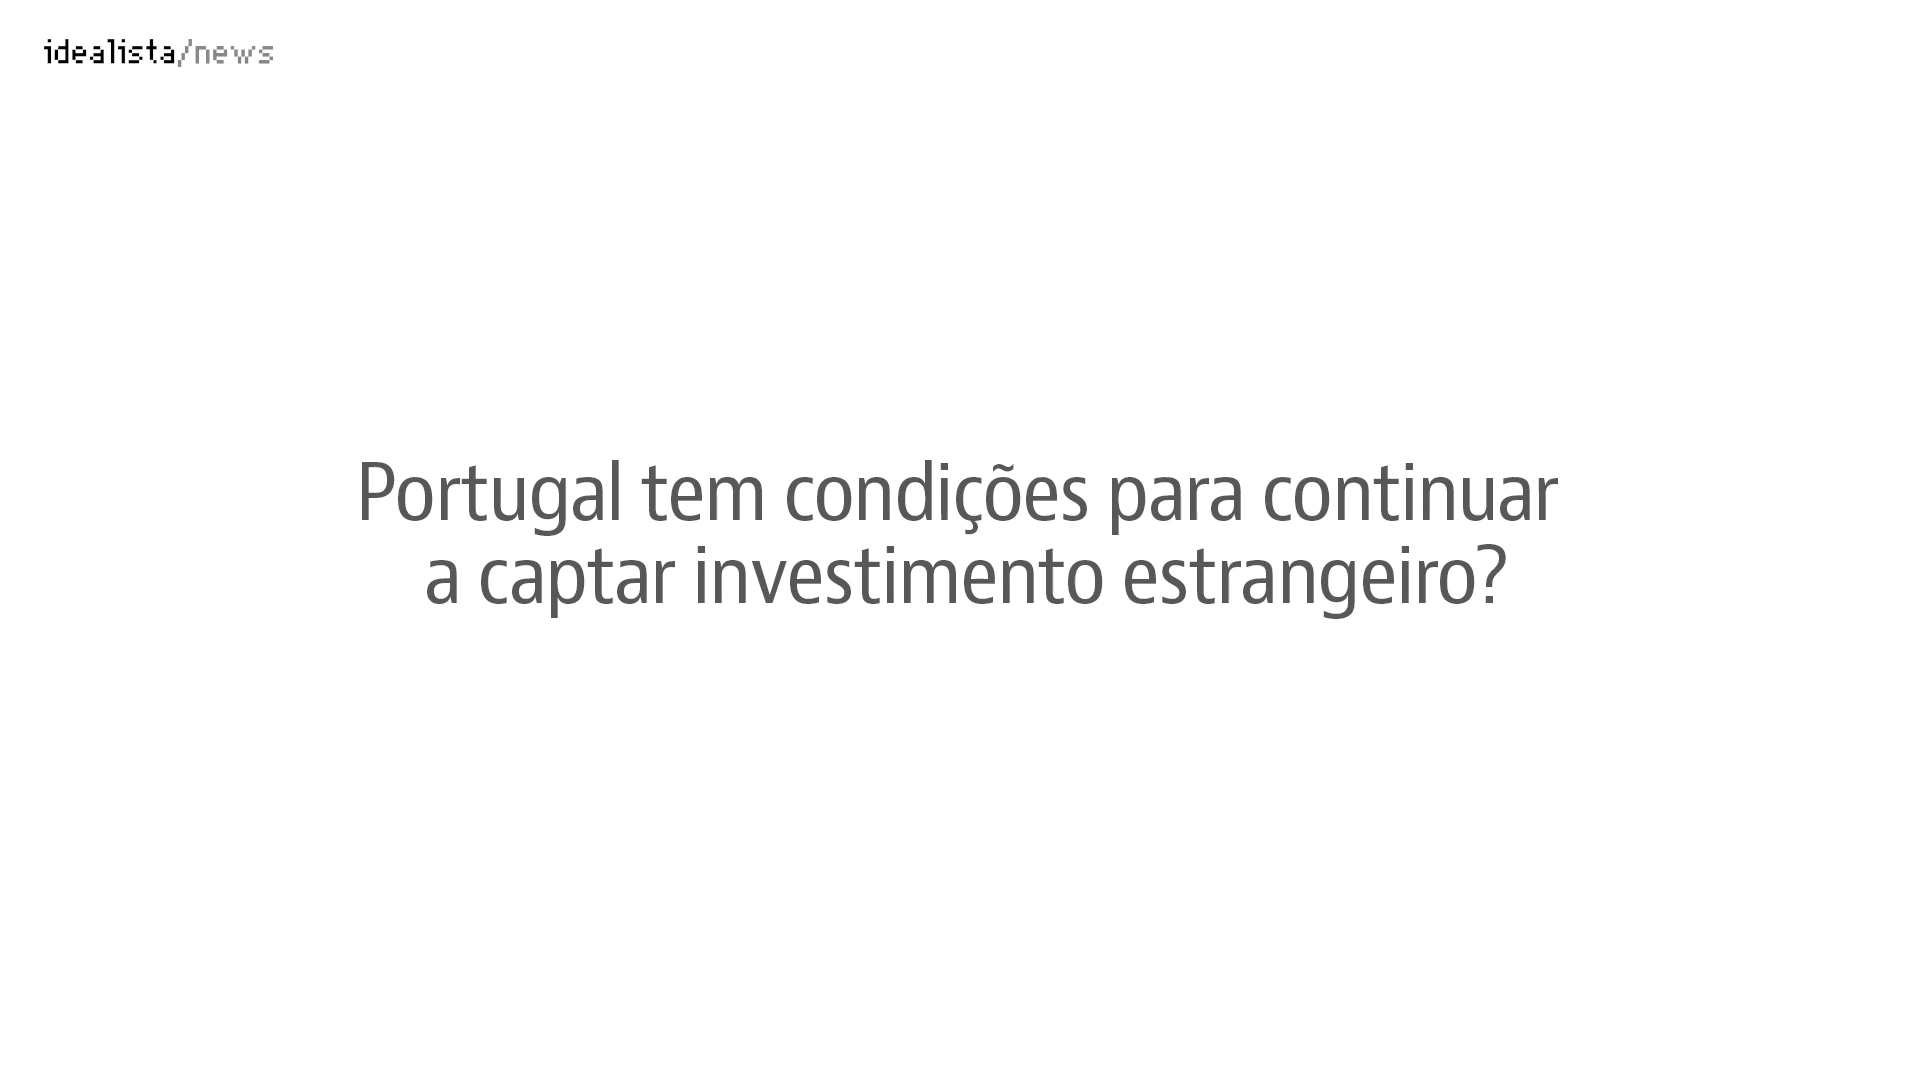 idealista/news
Portugal tem condições para continuar
a captar investimento estrangeiro?